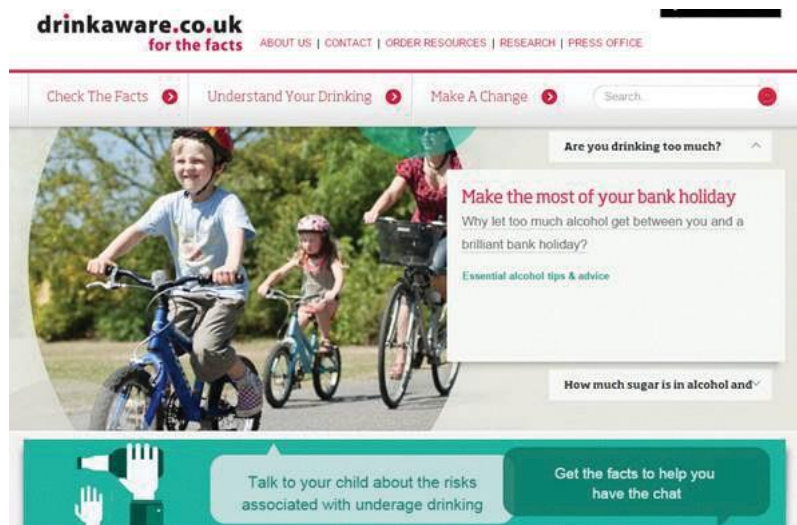 drinkaware.co.uk
for the facts
ABOUT US | CONTACT | ORDER RESOURCES | RESEARCH | PRESS OFFICE
Check The Facts
Understand Your Drinking
Make A Change
Search.
Are you drinking too much?
Make the most of your bank holiday
Why let too much alcohol get between you and a
brilliant bank holiday?
Essential alcohol tips & advice
How much sugar is in alcohol and
Talk to your child about the risks
associated with underage drinking
Get the facts to help you
have the chat